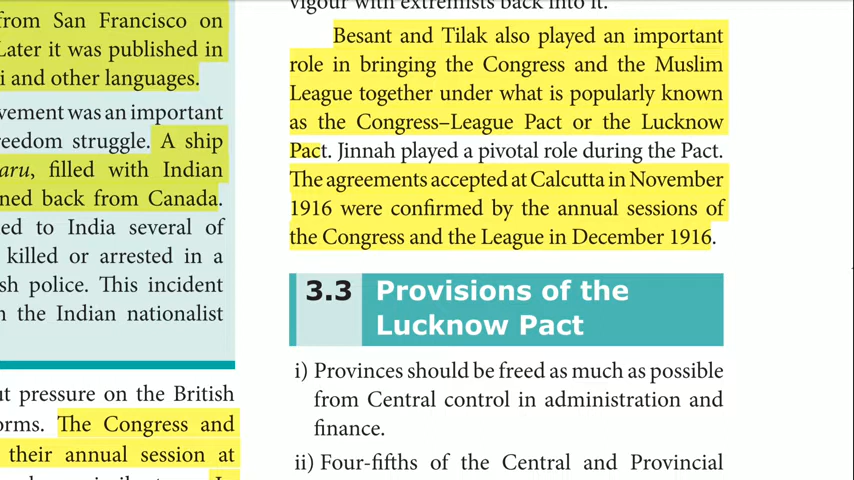 from San Francisco on
Later it was published in
i and other languages.
vement was an important
reedom struggle. A ship
aru, filled with Indian
ned back from Canada.
ed to India several of
killed or arrested in a
sh police. This incident
n the Indian nationalist
ut pressure on the British
orms. The Congress and
their annual session at
vigour with extremists back into it.
Besant and Tilak also played an important
role in bringing the Congress and the Muslim
League together under what is popularly known
as the Congress–League Pact or the Lucknow
Pact. Jinnah played a pivotal role during the Pact.
The agreements accepted at Calcutta in November
1916 were confirmed by the annual sessions of
the Congress and the League in December 1916.
3.3 Provisions of the
Lucknow Pact
i) Provinces should be freed as much as possible
from Central control in administration and
finance.
ii) Four-fifths of the Central and Provincial